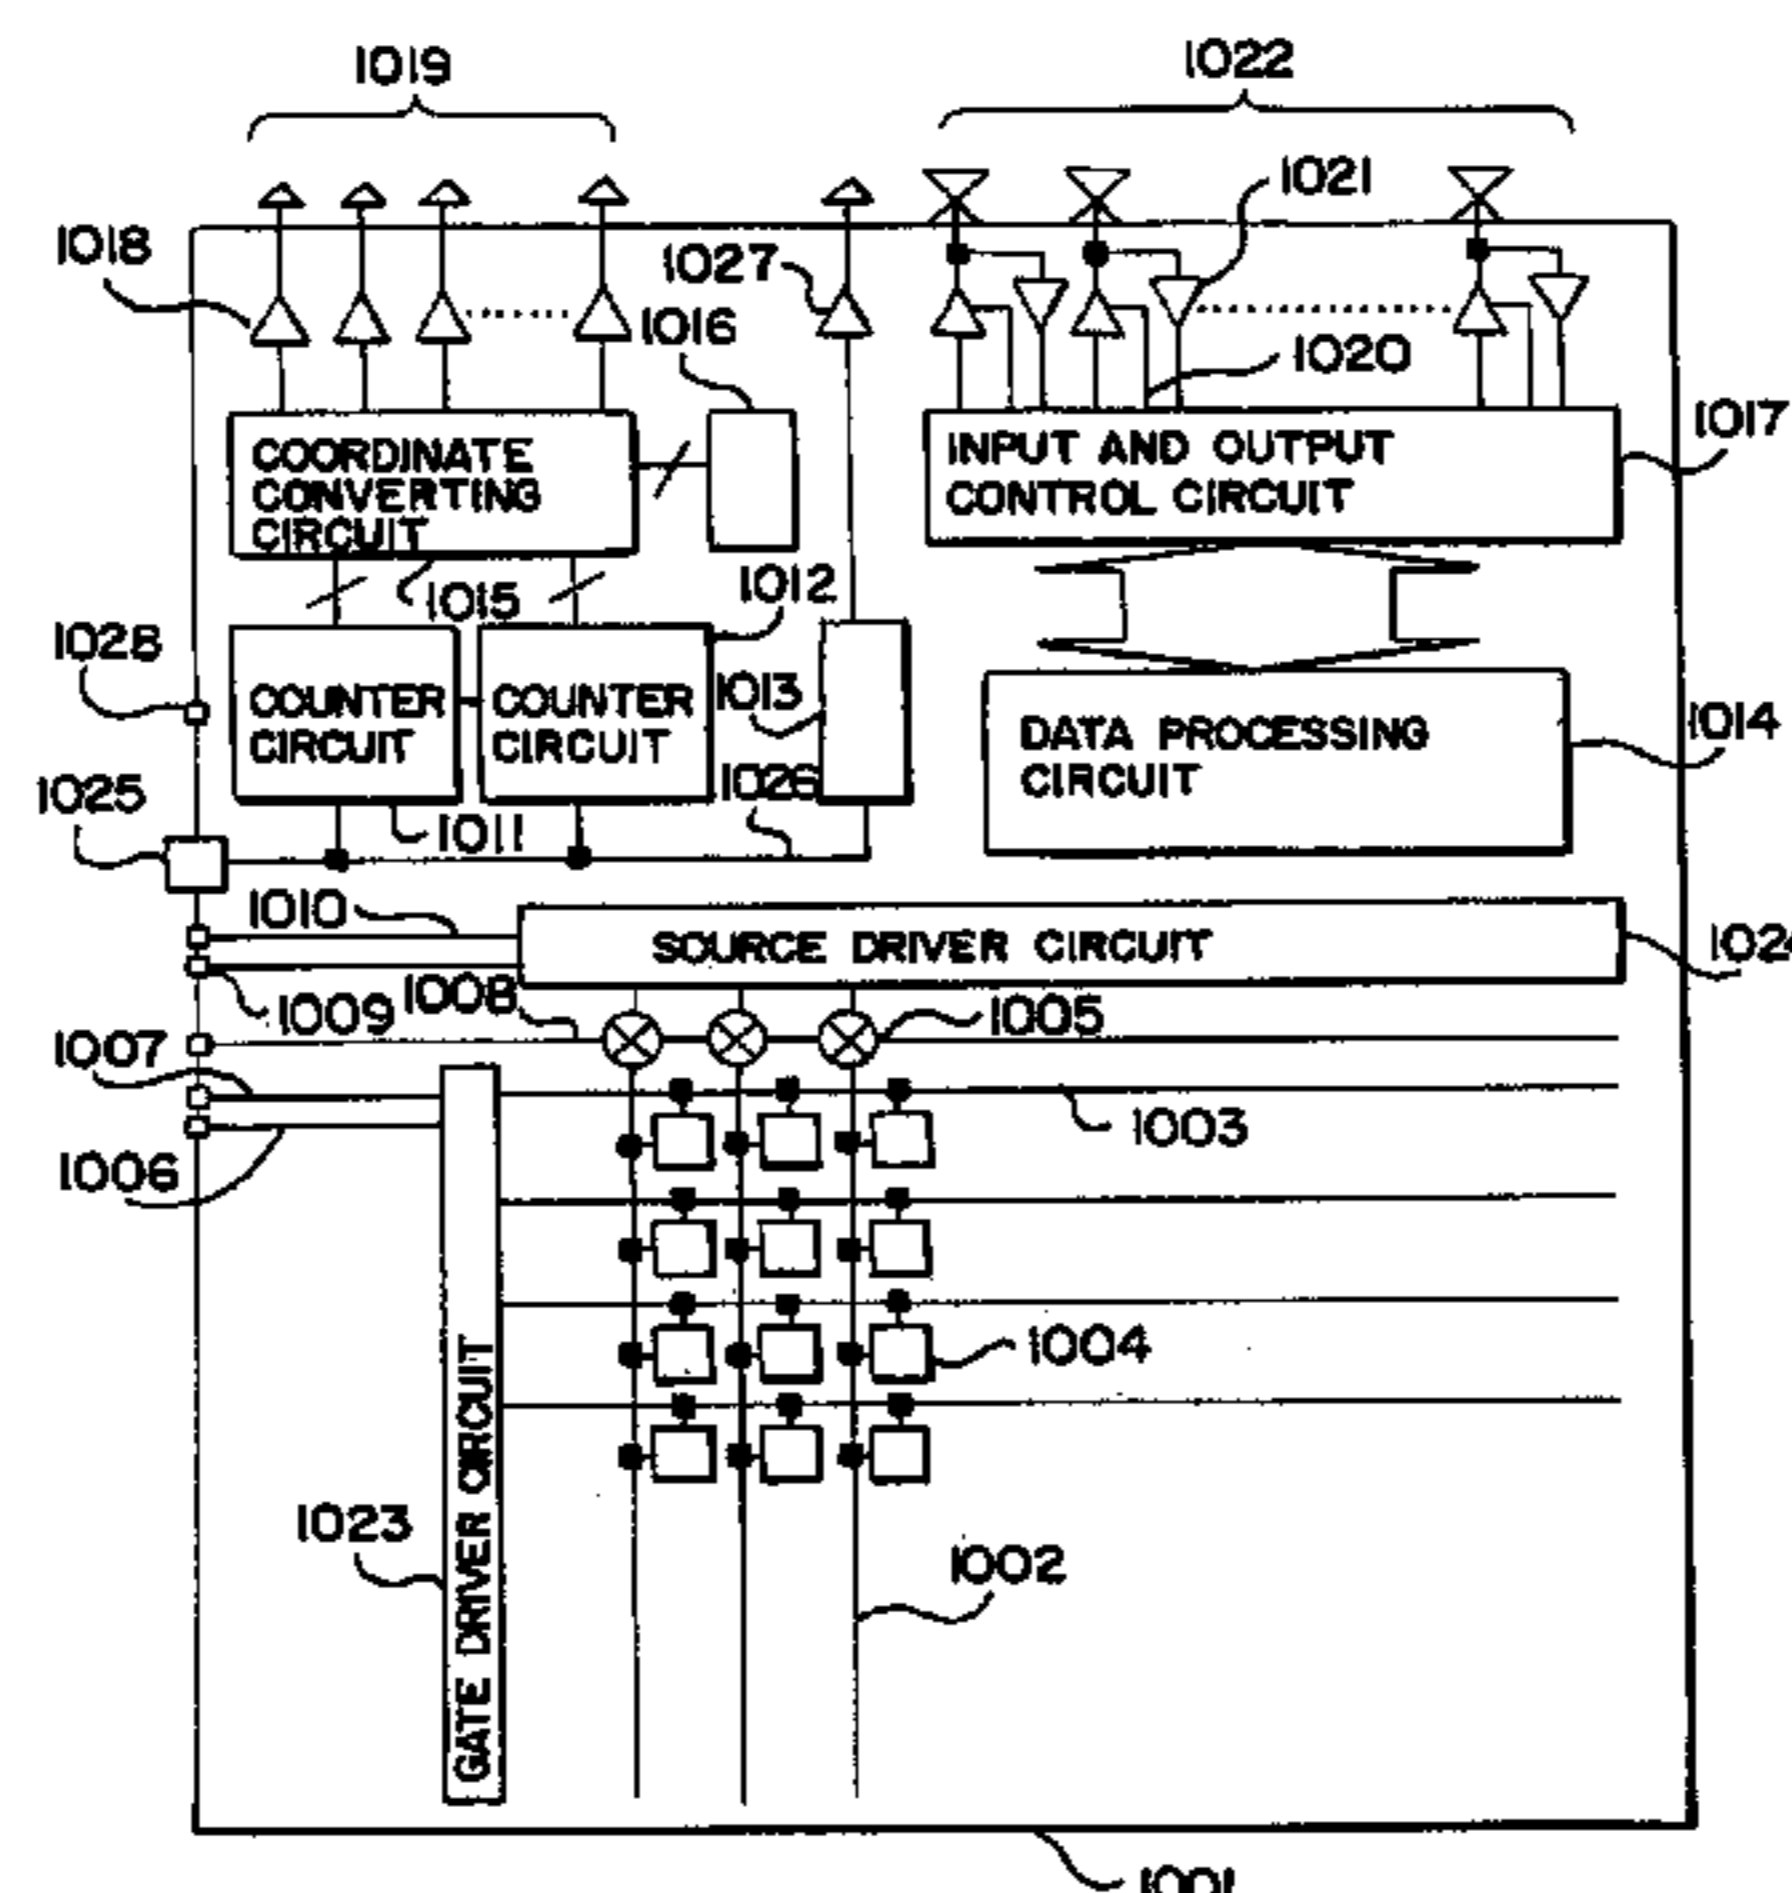 1019
1022
1021
1018
1027
1016
1020
1017
COORDINATE
CONVERTING
CIRCUIT
INPUT AND OUTPUT
CONTROL CIRCUIT
1015
1012
1028
COUNTER
CIRCUIT
COUNTER
CIRCUIT
1013
DATA PROCESSING
CIRCUIT
1014
1025
1026
1011
1010
SOURCE DRIVER CIRCUIT
1008
1009
1005
1007
1003
1006
1004
GATE DRIVER CIRCUIT
1023
1002
1001